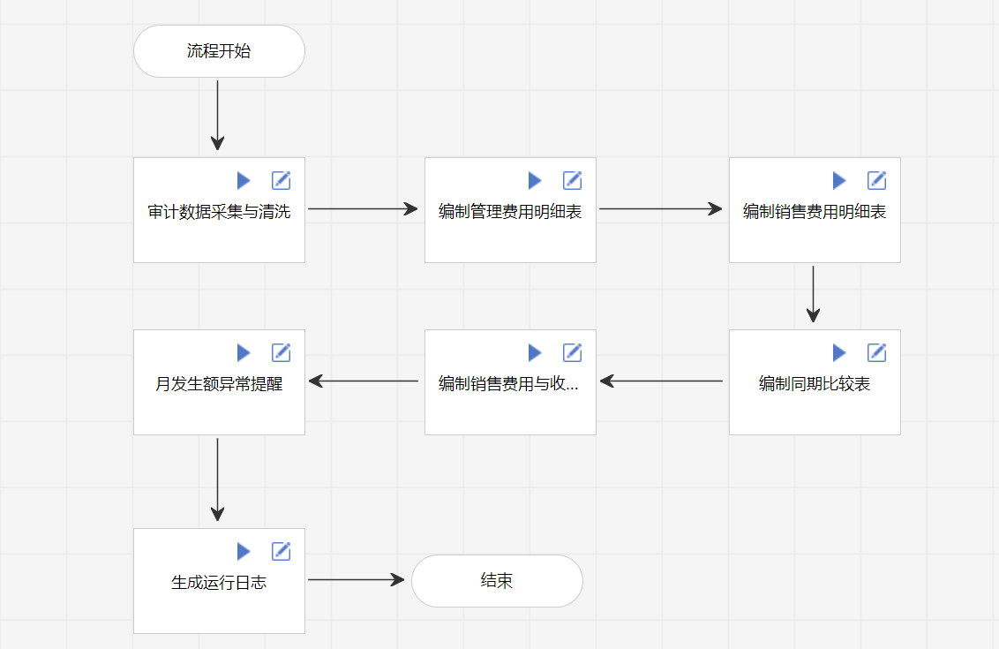 流程开始
审计数据采集与清洗
编制管理费用明细表
编制销售费用明细表
编制同期比较表
编制销售费用与收...
月发生额异常提醒
生成运行日志
结束